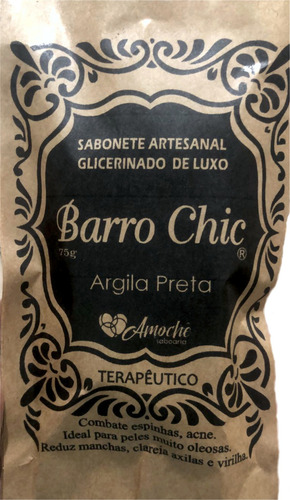 SABONETE ARTESANAL
GLICERINADO DE LUXO
Barro Chic
75g
®
Argila Preta
Amochê
saboaria
TERAPÊUTICO
Combate espinhas, acne.
Ideal para peles muito oleosas.
Reduz manchas, clareia axilas e virilha.